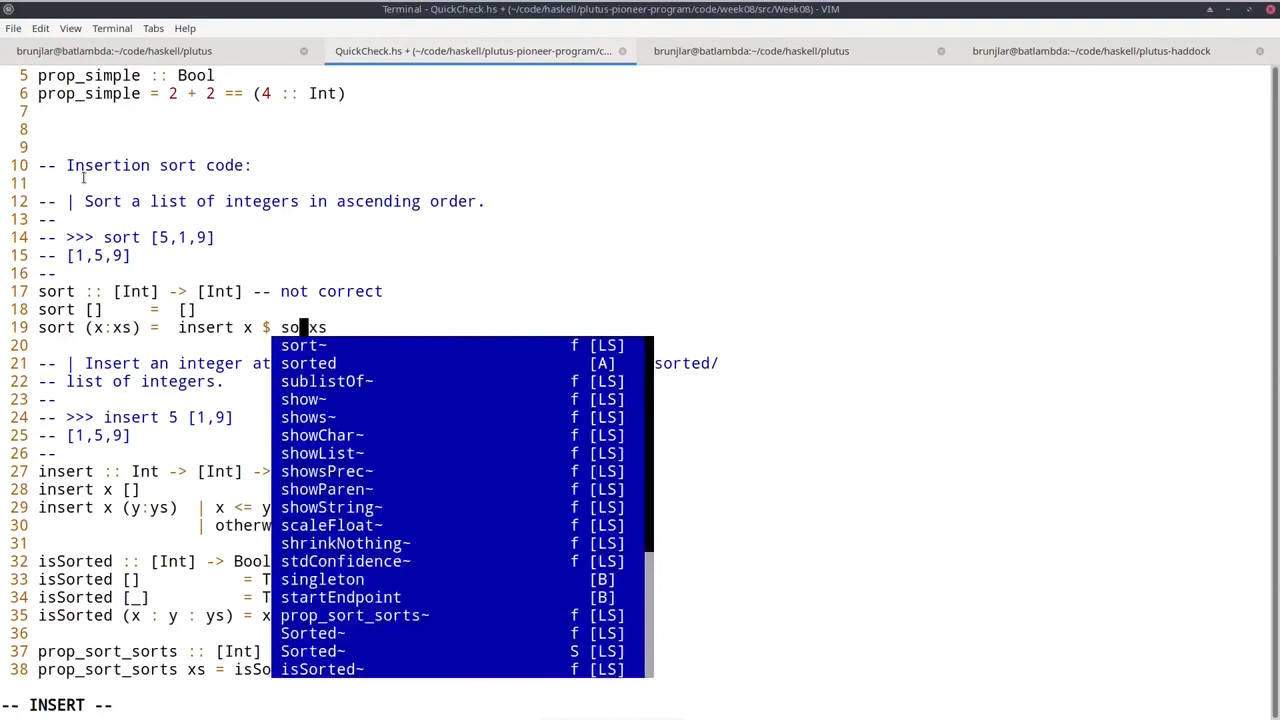 Terminal - QuickCheck.hs + (~/code/haskell/plutus-pioneer-program/code/week08/src/Week08) - VIM
File Edit View Terminal Tabs Help
brunjlar@batlambda:~/code/haskell/plutus QuickCheck.hs + (~/code/haskell/plutus-pioneer-program/c... brunjlar@batlambda:~/code/haskell/plutus brunjlar@batlambda:~/code/haskell/plutus-haddock
5 prop_simple :: Bool
6 prop_simple = 2 + 2 == (4 :: Int)
7
8
9
10 -- Insertion sort code:
11
12 -- | Sort a list of integers in ascending order.
13 --
14 -- >>> sort [5,1,9]
15 -- [1,5,9]
16 --
17 sort :: [Int] -> [Int] -- not correct
18 sort [] = []
19 sort (x:xs) = insert x $ so xs
20 sort~ f [LS]
21 -- | Insert an integer at sorted [A] sorted/
22 -- list of integers. sublistOf~ f [LS]
23 -- show~ f [LS]
24 -- >>> insert 5 [1,9] shows~ f [LS]
25 -- [1,5,9] showChar~ f [LS]
26 -- showList~ f [LS]
27 insert :: Int -> [Int] -> showsPrec~ f [LS]
28 insert x [] showParen~ f [LS]
29 insert x (y:ys) | x <= y showString~ f [LS]
30 | otherw scaleFloat~ f [LS]
31 shrinkNothing~ f [LS]
32 isSorted :: [Int] -> Bool stdConfidence~ f [LS]
33 isSorted [] = T singleton [B]
34 isSorted [_] = T startEndpoint [B]
35 isSorted (x : y : ys) = x prop_sort_sorts~ f [LS]
36 Sorted~ f [LS]
37 prop_sort_sorts :: [Int] Sorted~ S [LS]
38 prop_sort_sorts xs = isSo isSorted~ f [LS]
-- INSERT --